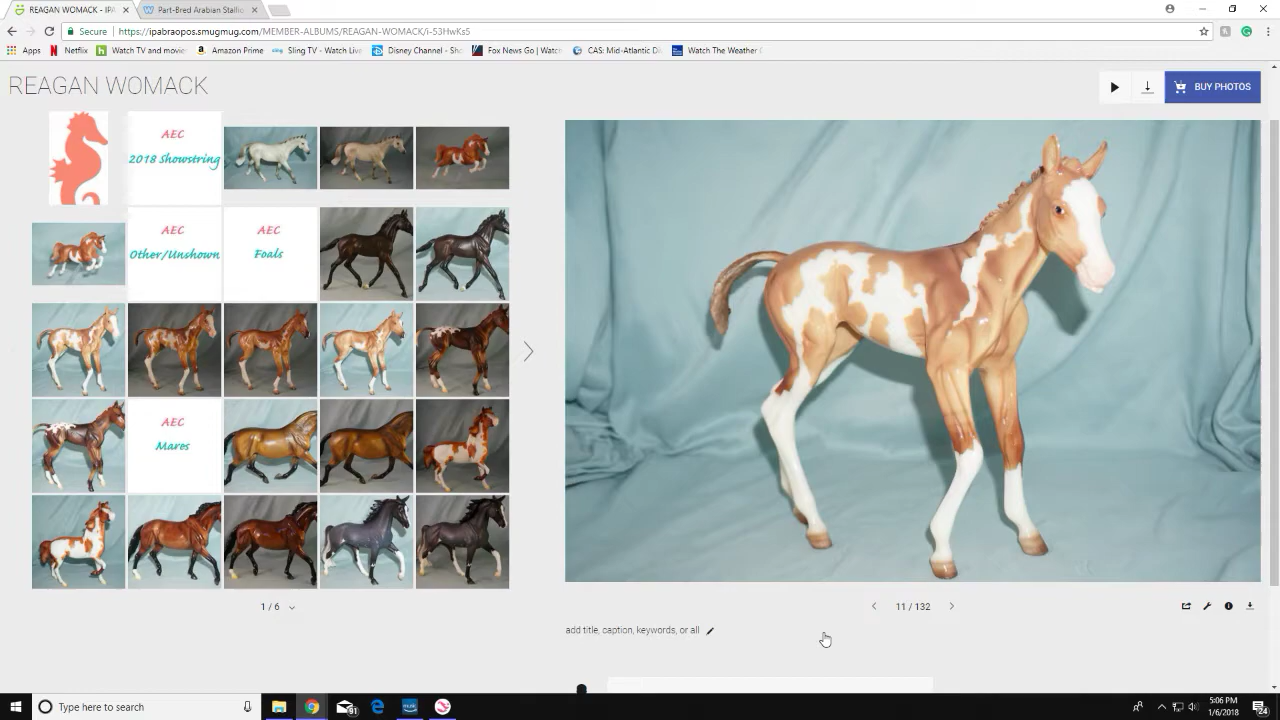 REAGAN WOMACK - IPA
Part-Bred Arabian Stallio
Secure
https://ipabraopos.smugmug.com/MEMBER-ALBUMS/REAGAN-WOMACK/i-53HwKs5
Apps
Netflix
Watch TV and movie
Amazon Prime
Sling TV - Watch Live
Disney Channel - Sho
Fox News Go | Watch
CAS: Mid-Atlantic Di
Watch The Weather
REAGAN WOMACK
BUY PHOTOS
AEC
2018 Showstring
AEC
Other/Unshown
AEC
Foals
AEC
Mares
1 / 6
11 / 132
add title, caption, keywords, or all
Type here to search
5:06 PM
1/6/2018